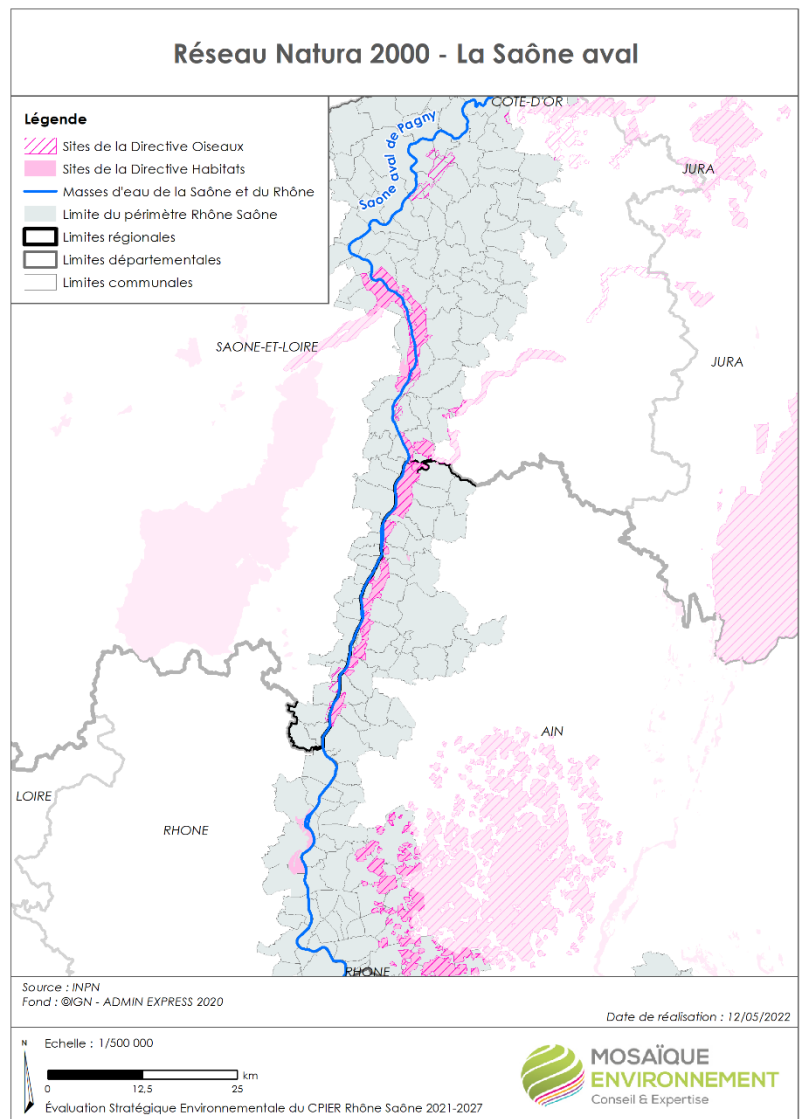 Réseau Natura 2000 - La Saône aval
Légende
Sites de la Directive Oiseaux
Sites de la Directive Habitats
Masses d'eau de la Saône et du Rhône
Limite du périmètre Rhône Saône
Limites régionales
Limites départementales
Limites communales
COTE-D'OR
Saone aval de Pagny
JURA
SAONE-ET-LOIRE
JURA
AIN
LOIRE
RHONE
RHONE
Source : INPN
Fond : ©IGN - ADMIN EXPRESS 2020
Date de réalisation : 12/05/2022
N
Echelle : 1/500 000
km
0 12,5 25
Évaluation Stratégique Environnementale du CPIER Rhône Saône 2021-2027
MOSAÏQUE
ENVIRONNEMENT
Conseil & Expertise